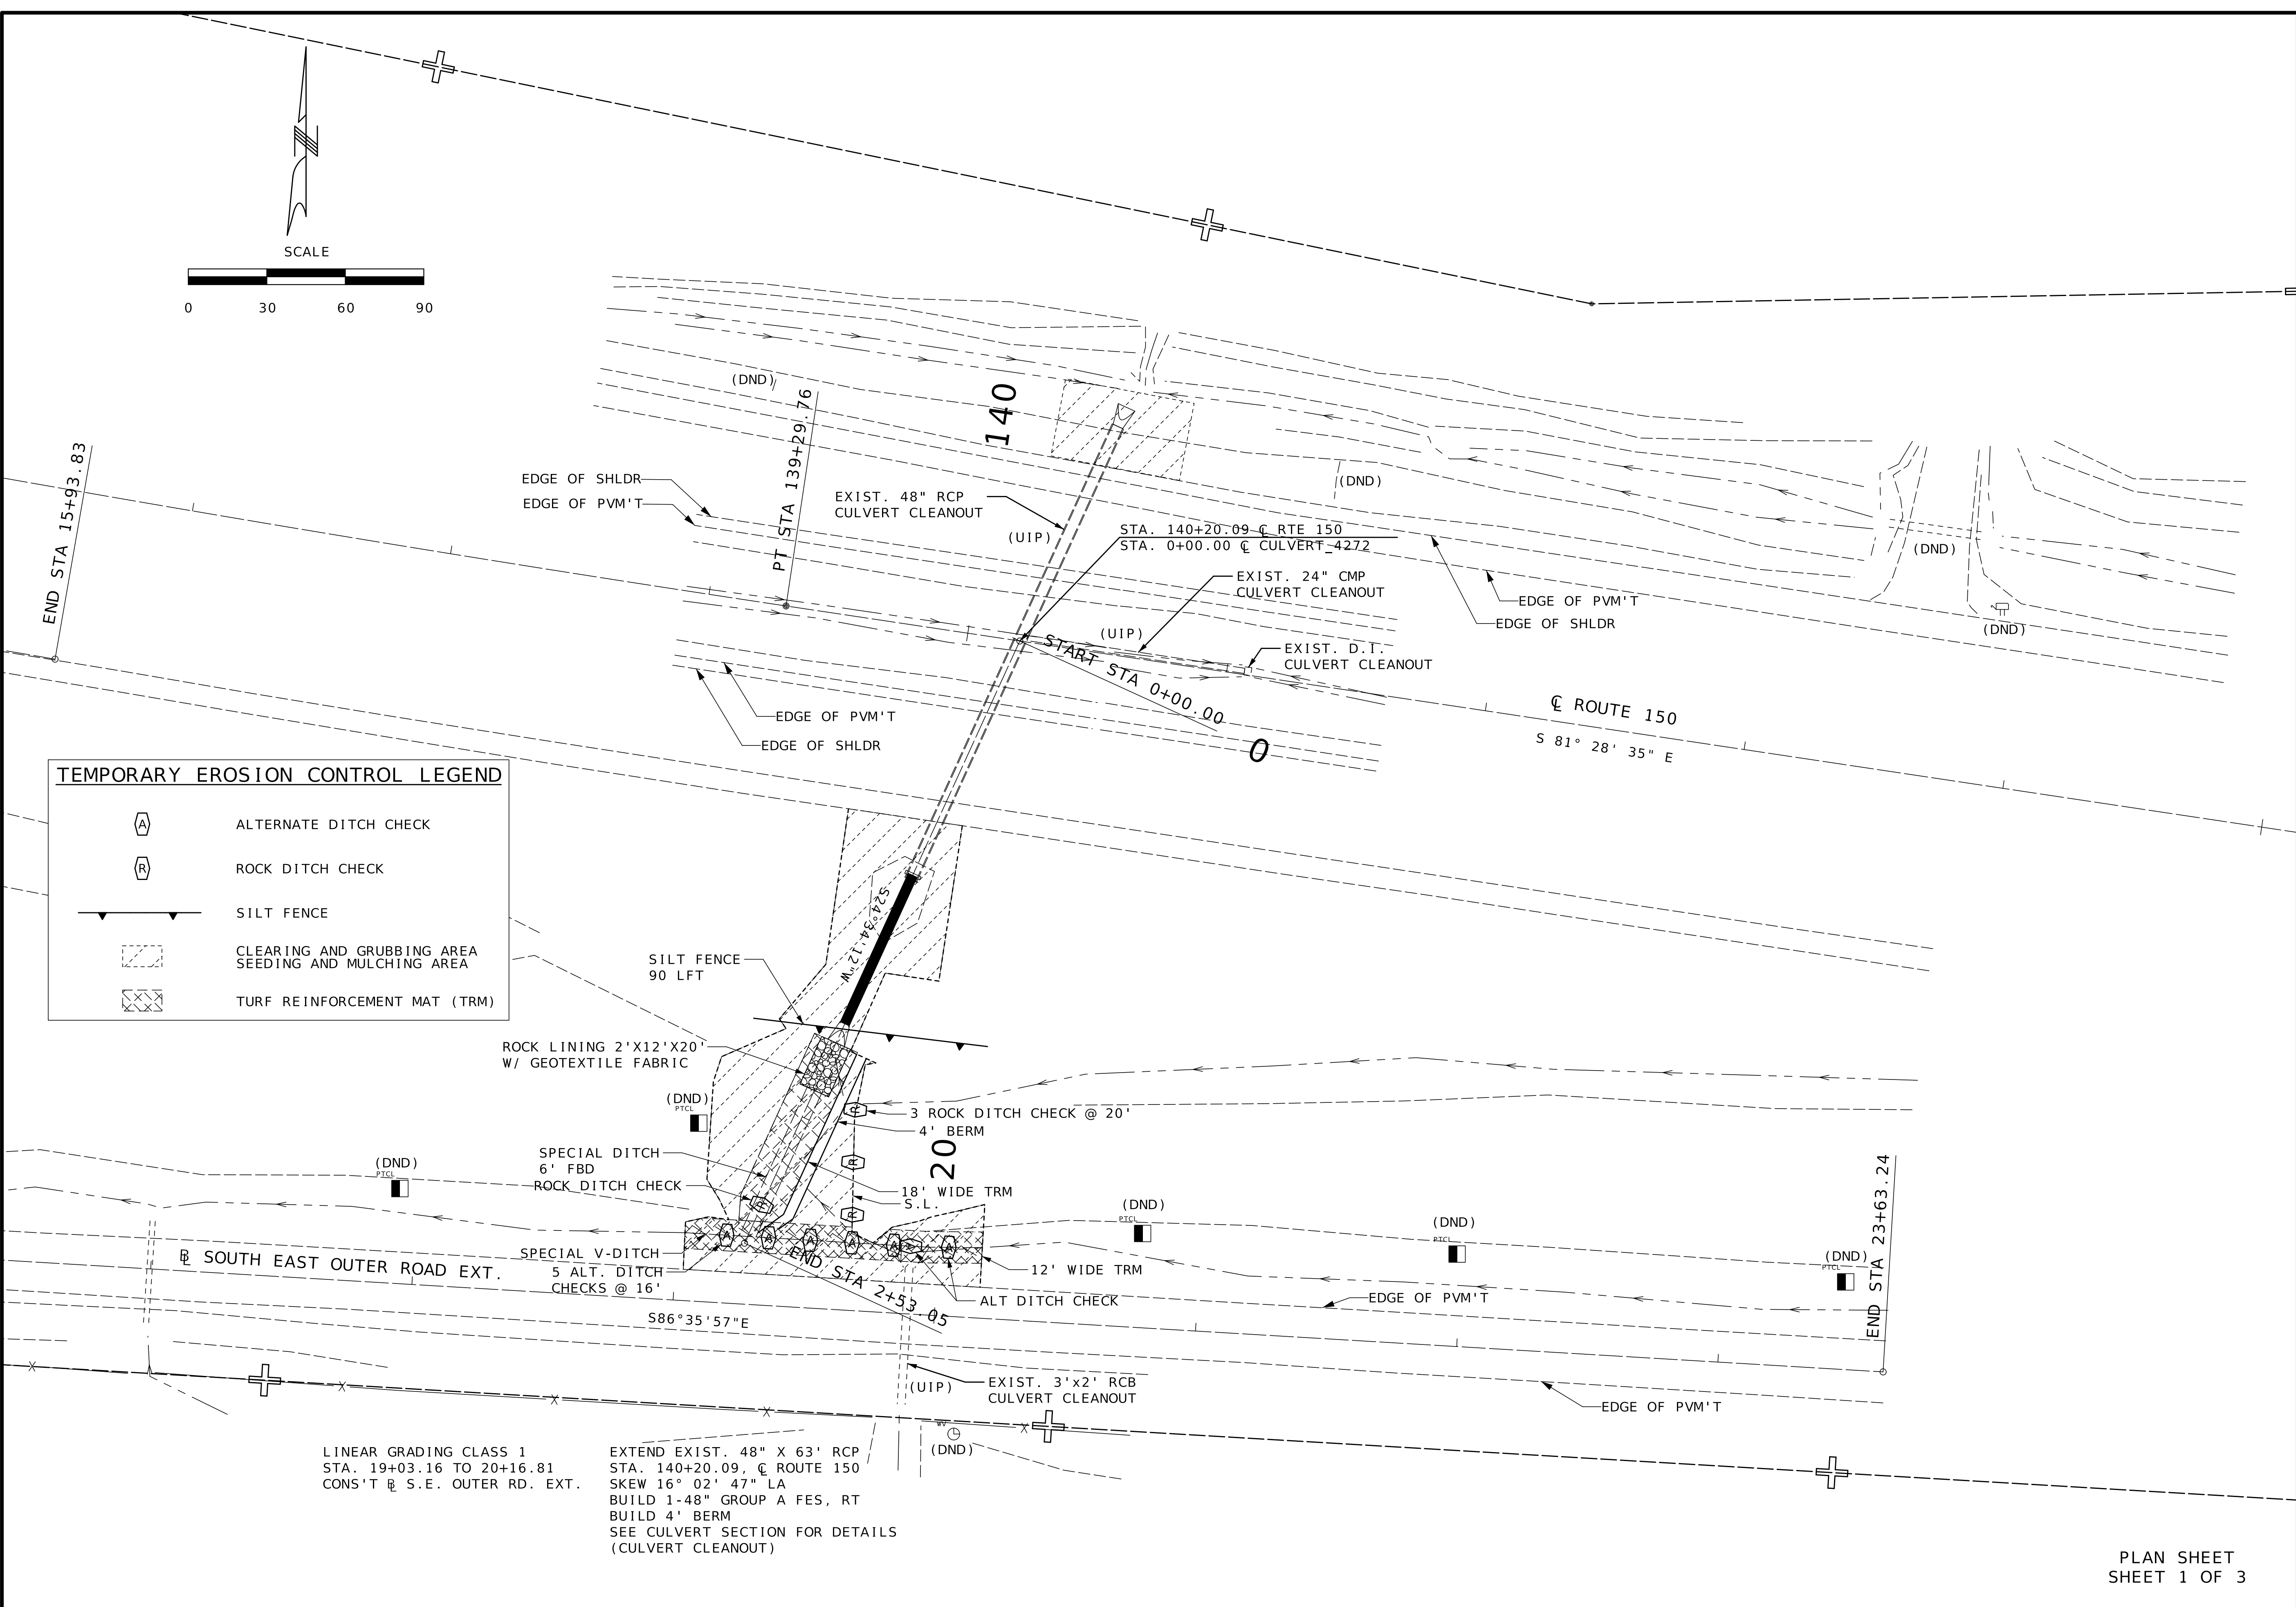 N
SCALE
0 30 60 90
END STA 15+93.83
PT STA 139+29.76
140
(DND)
EDGE OF SHLDR
EDGE OF PVM'T
EXIST. 48" RCP
CULVERT CLEANOUT
(UIP)
STA. 140+20.09 ℄ RTE 150
STA. 0+00.00 ℄ CULVERT 4272
(DND)
EXIST. 24" CMP
CULVERT CLEANOUT
(UIP)
EXIST. D.I.
CULVERT CLEANOUT
START STA 0+00.00
0
EDGE OF PVM'T
EDGE OF SHLDR
(DND)
(DND)
EDGE OF PVM'T
EDGE OF SHLDR
℄ ROUTE 150
S 81° 28' 35" E
TEMPORARY EROSION CONTROL LEGEND
A ALTERNATE DITCH CHECK
R ROCK DITCH CHECK
SILT FENCE
CLEARING AND GRUBBING AREA
SEEDING AND MULCHING AREA
TURF REINFORCEMENT MAT (TRM)
S24°34'12"W
SILT FENCE
90 LFT
ROCK LINING 2'X12'X20'
W/ GEOTEXTILE FABRIC
(DND)
PTCL
3 ROCK DITCH CHECK @ 20'
4' BERM
20
SPECIAL DITCH
6' FBD
ROCK DITCH CHECK
18' WIDE TRM
S.L.
R
R
R
R
(DND)
PTCL
(DND)
PTCL
(DND)
PTCL
(DND)
PTCL
END STA 23+63.24
SPECIAL V-DITCH
5 ALT. DITCH
CHECKS @ 16'
A
A
A
A
A
A
A
12' WIDE TRM
ALT DITCH CHECK
END STA 2+53.05
EDGE OF PVM'T
B̲L SOUTH EAST OUTER ROAD EXT.
S86°35'57"E
(UIP)
EXIST. 3'x2' RCB
CULVERT CLEANOUT
EDGE OF PVM'T
X X X X X
WV
(DND)
LINEAR GRADING CLASS 1
STA. 19+03.16 TO 20+16.81
CONS'T BL S.E. OUTER RD. EXT.
EXTEND EXIST. 48" X 63' RCP
STA. 140+20.09, ℄ ROUTE 150
SKEW 16° 02' 47" LA
BUILD 1-48" GROUP A FES, RT
BUILD 4' BERM
SEE CULVERT SECTION FOR DETAILS
(CULVERT CLEANOUT)
PLAN SHEET
SHEET 1 OF 3